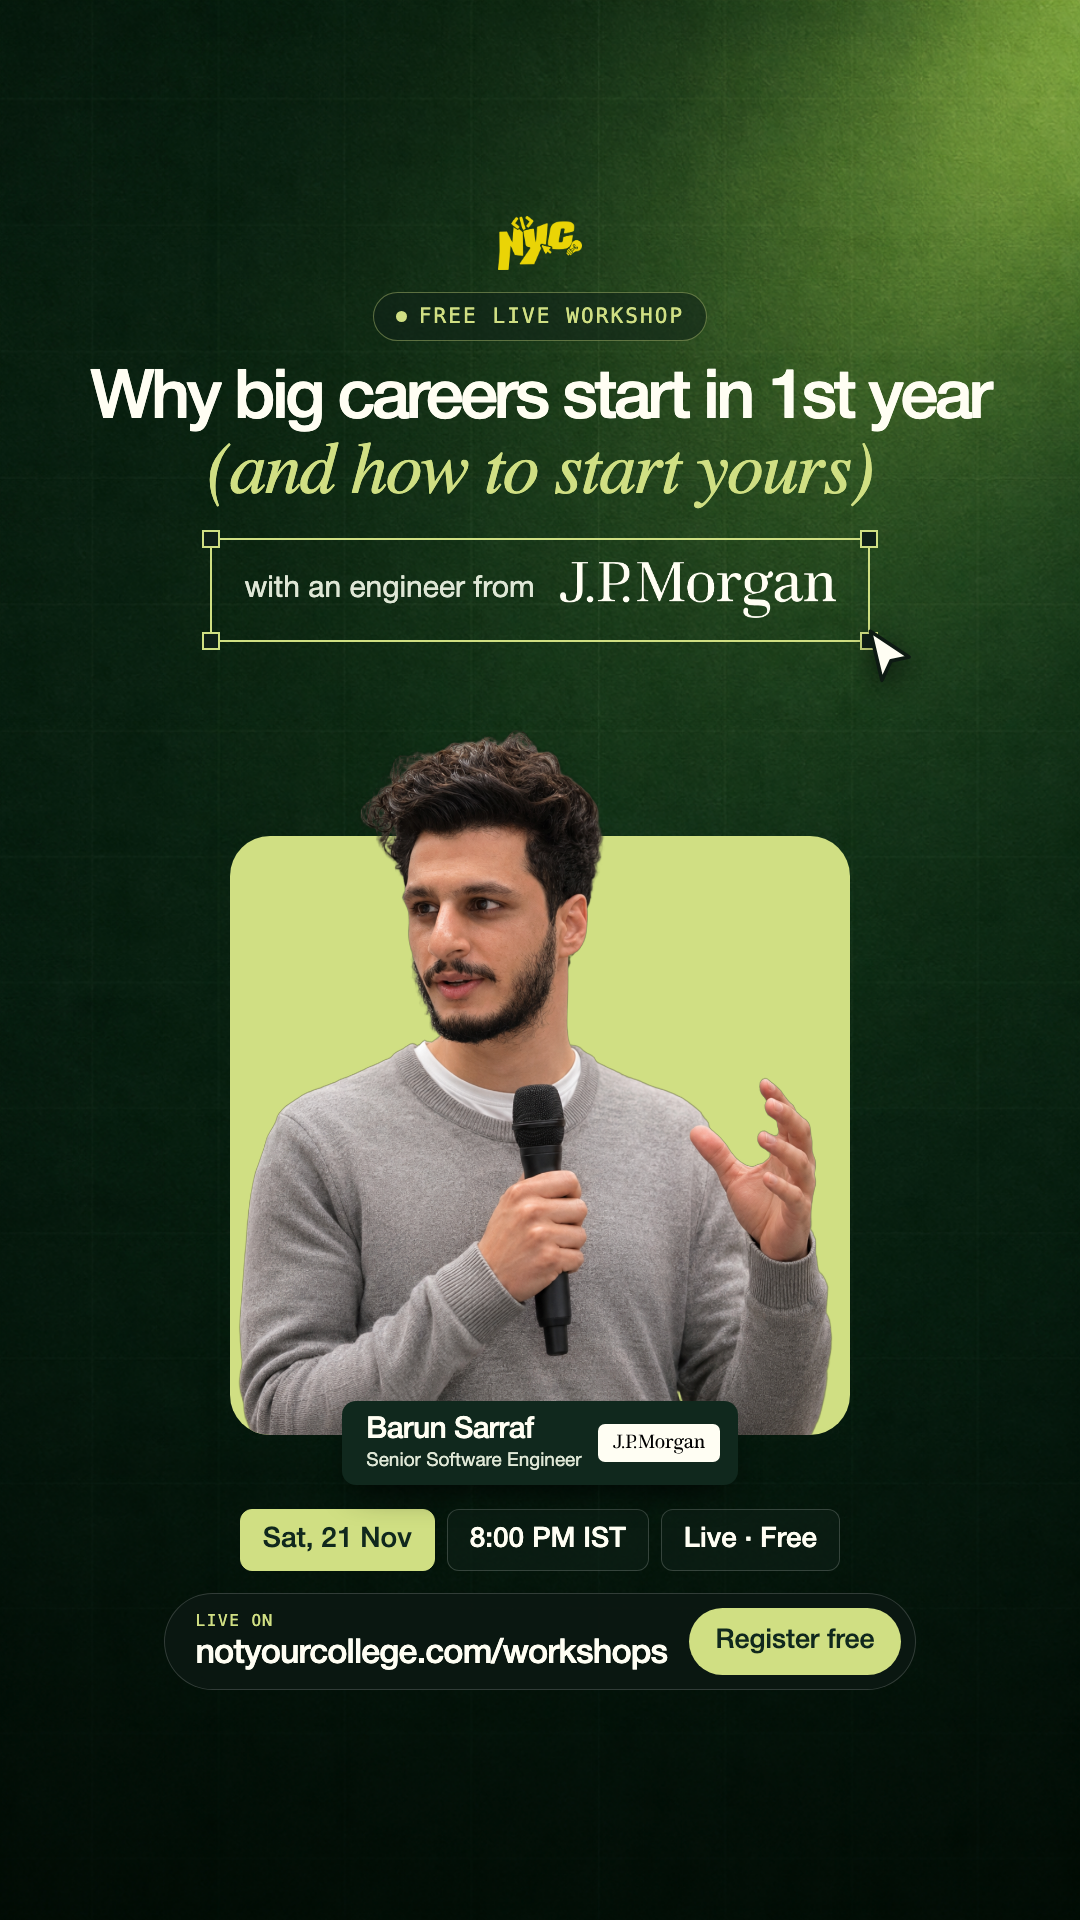 NYC
FREE LIVE WORKSHOP
Why big careers start in 1st year
(and how to start yours)
with an engineer from J.P.Morgan
Barun Sarraf
Senior Software Engineer
J.P.Morgan
Sat, 21 Nov
8:00 PM IST
Live · Free
LIVE ON
notyourcollege.com/workshops
Register free